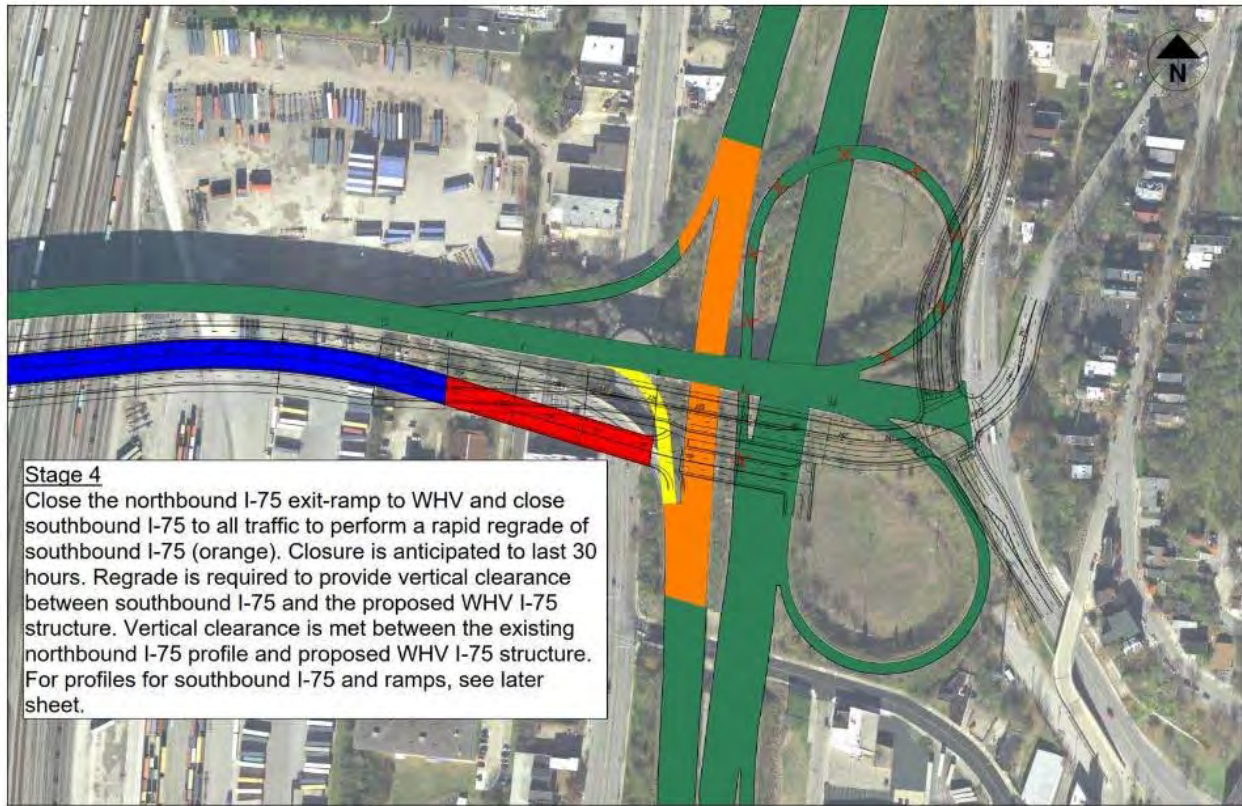 N
Stage 4
Close the northbound I-75 exit-ramp to WHV and close
southbound I-75 to all traffic to perform a rapid regrade of
southbound I-75 (orange). Closure is anticipated to last 30
hours. Regrade is required to provide vertical clearance
between southbound I-75 and the proposed WHV I-75
structure. Vertical clearance is met between the existing
northbound I-75 profile and proposed WHV I-75 structure.
For profiles for southbound I-75 and ramps, see later
sheet.